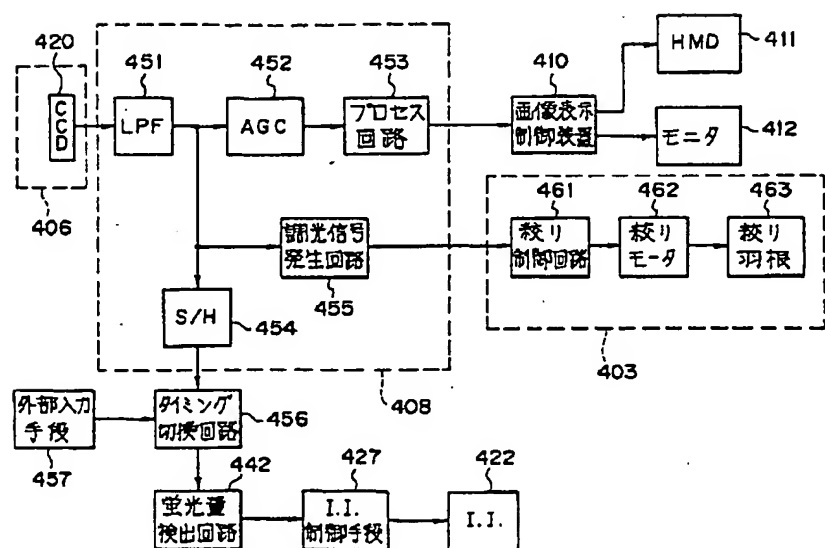 420
CCD
406
451
LPF
452
AGC
453
プロセス
回路
410
画像表示
制御装置
HMD
411
モニタ
412
調光信号
発生回路
455
S/H
454
408
461
絞り
制御回路
462
絞り
モータ
463
絞り
羽根
403
外部入力
手段
457
タイミング
切換回路
456
442
蛍光量
検出回路
427
I.I.
制御手段
422
I.I.